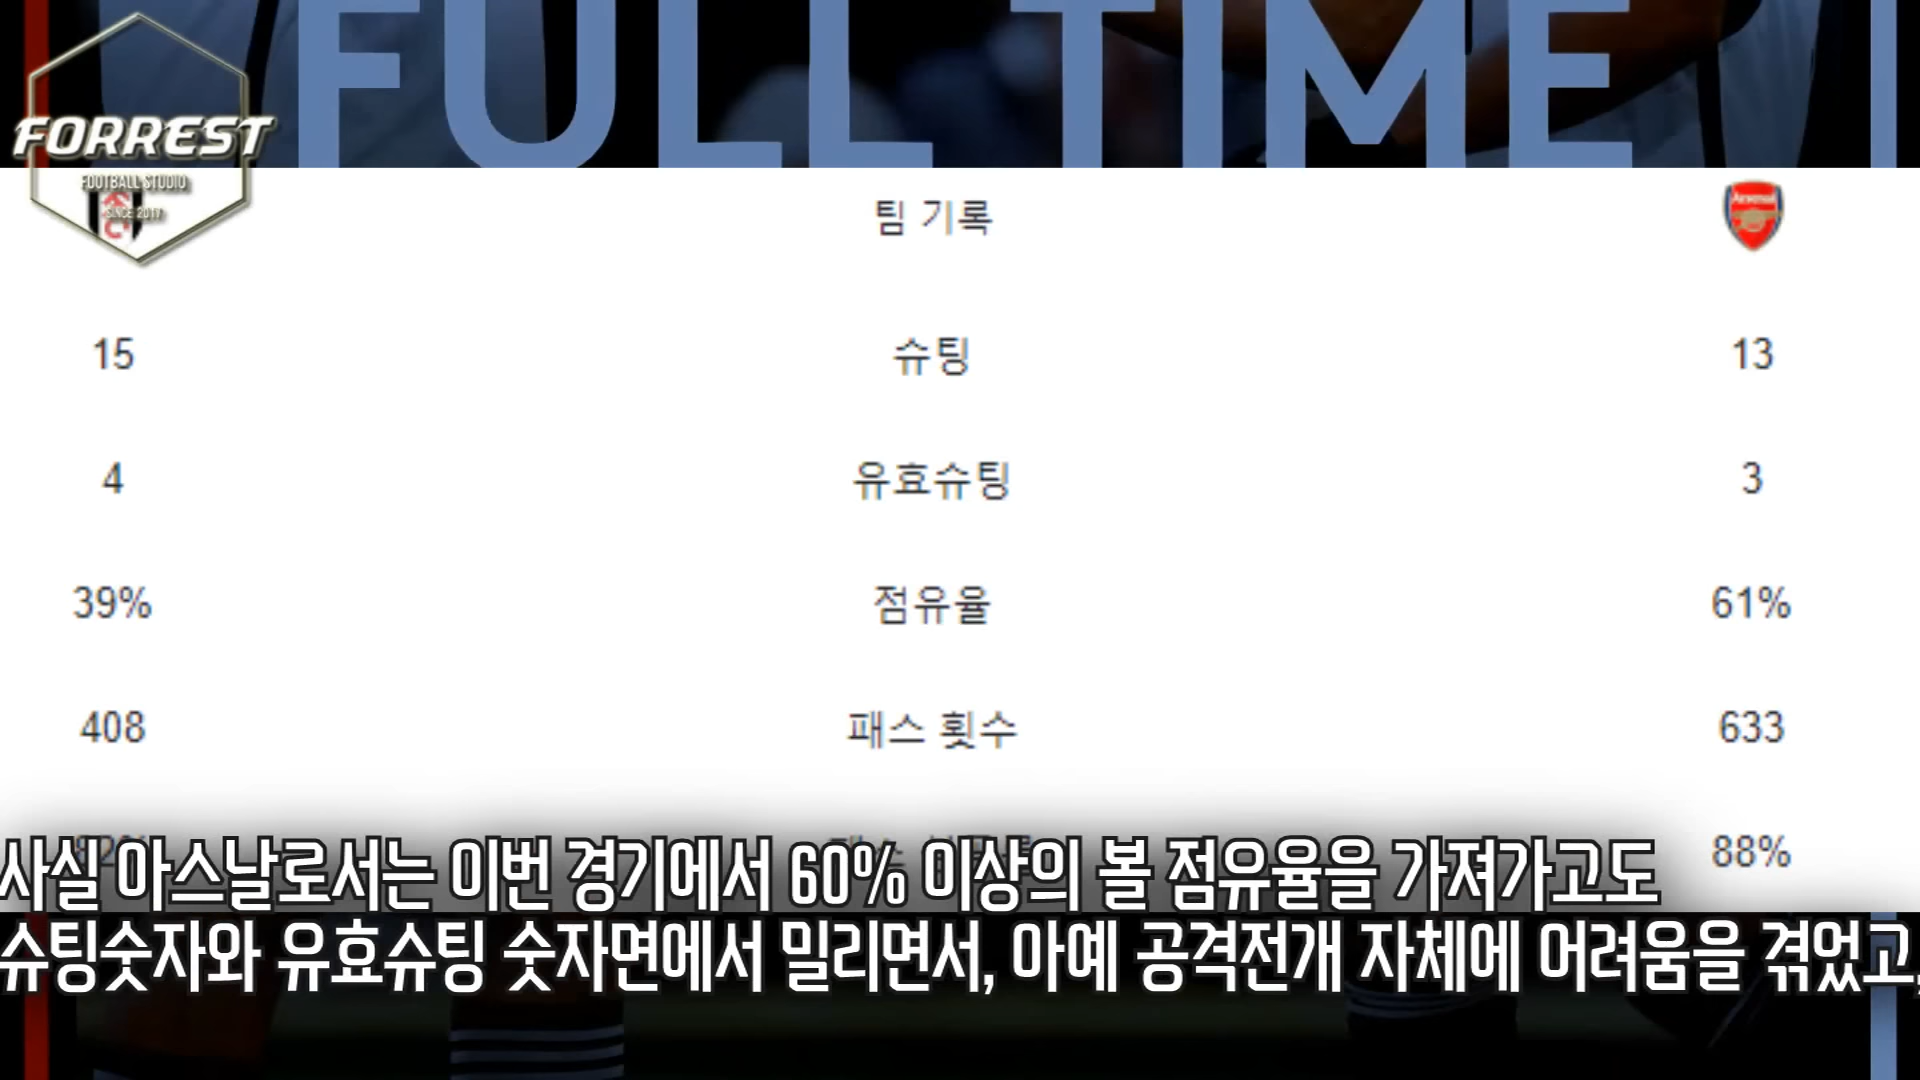 FULL TIME
FORREST
FOOTBALL STUDIO
SINCE 2017
팀 기록
Arsenal
15 슈팅 13
4 유효슈팅 3
39% 점유율 61%
408 패스 횟수 633
88%
사실 아스날로서는 이번 경기에서 60% 이상의 볼 점유율을 가져가고도
슈팅숫자와 유효슈팅 숫자면에서 밀리면서, 아예 공격전개 자체에 어려움을 겪었고,